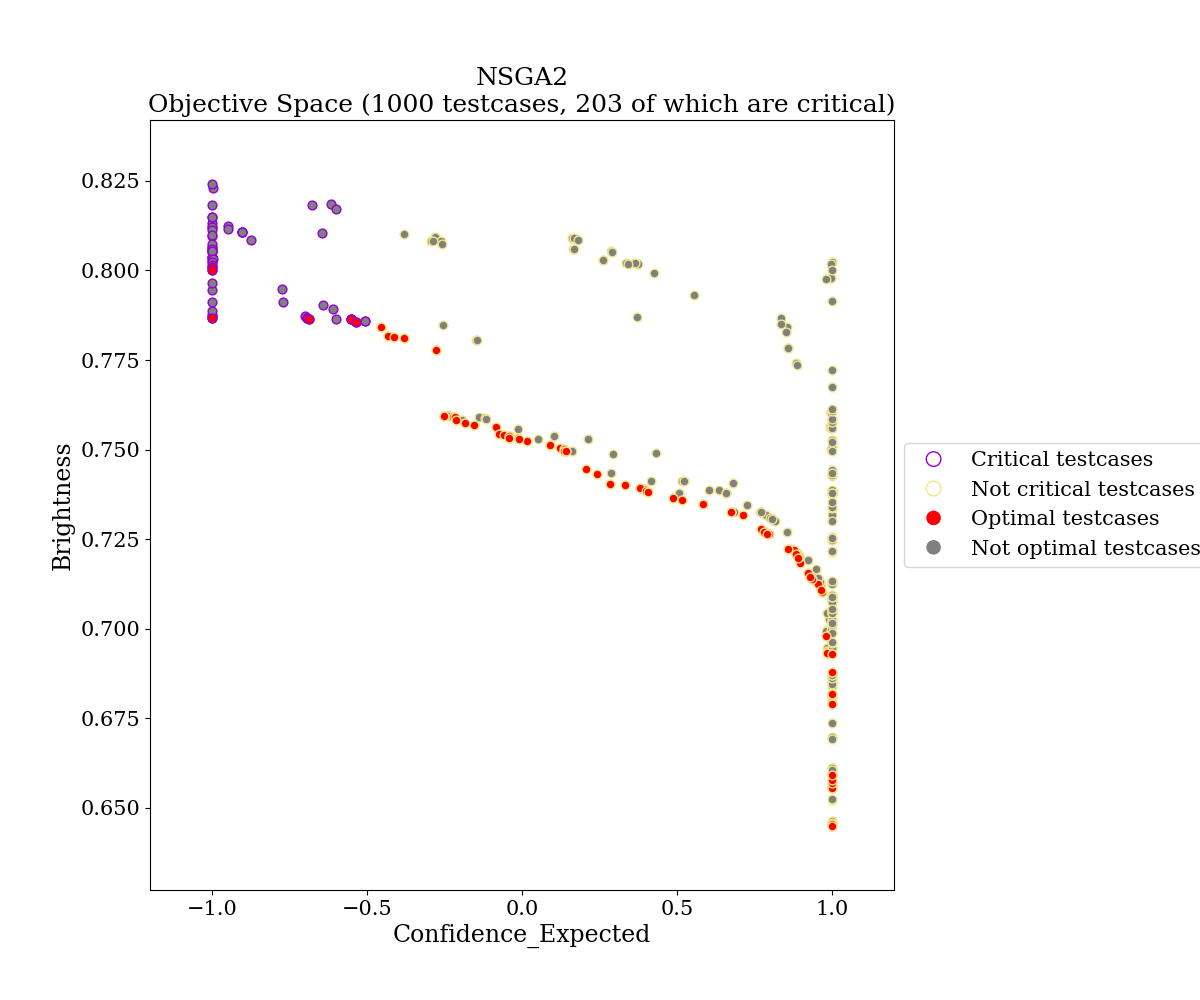 NSGA2
Objective Space (1000 testcases, 203 of which are critical)
0.825
0.800
0.775
0.750
0.725
0.700
0.675
0.650
Brightness
−1.0
−0.5
0.0
0.5
1.0
Confidence_Expected
Critical testcases
Not critical testcases
Optimal testcases
Not optimal testcases